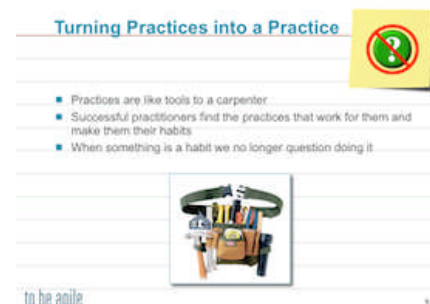 Turning Practices into a Practice
?
Practices are like tools to a carpenter
Successful practitioners find the practices that work for them and
make them their habits
When something is a habit we no longer question doing it
to be agile